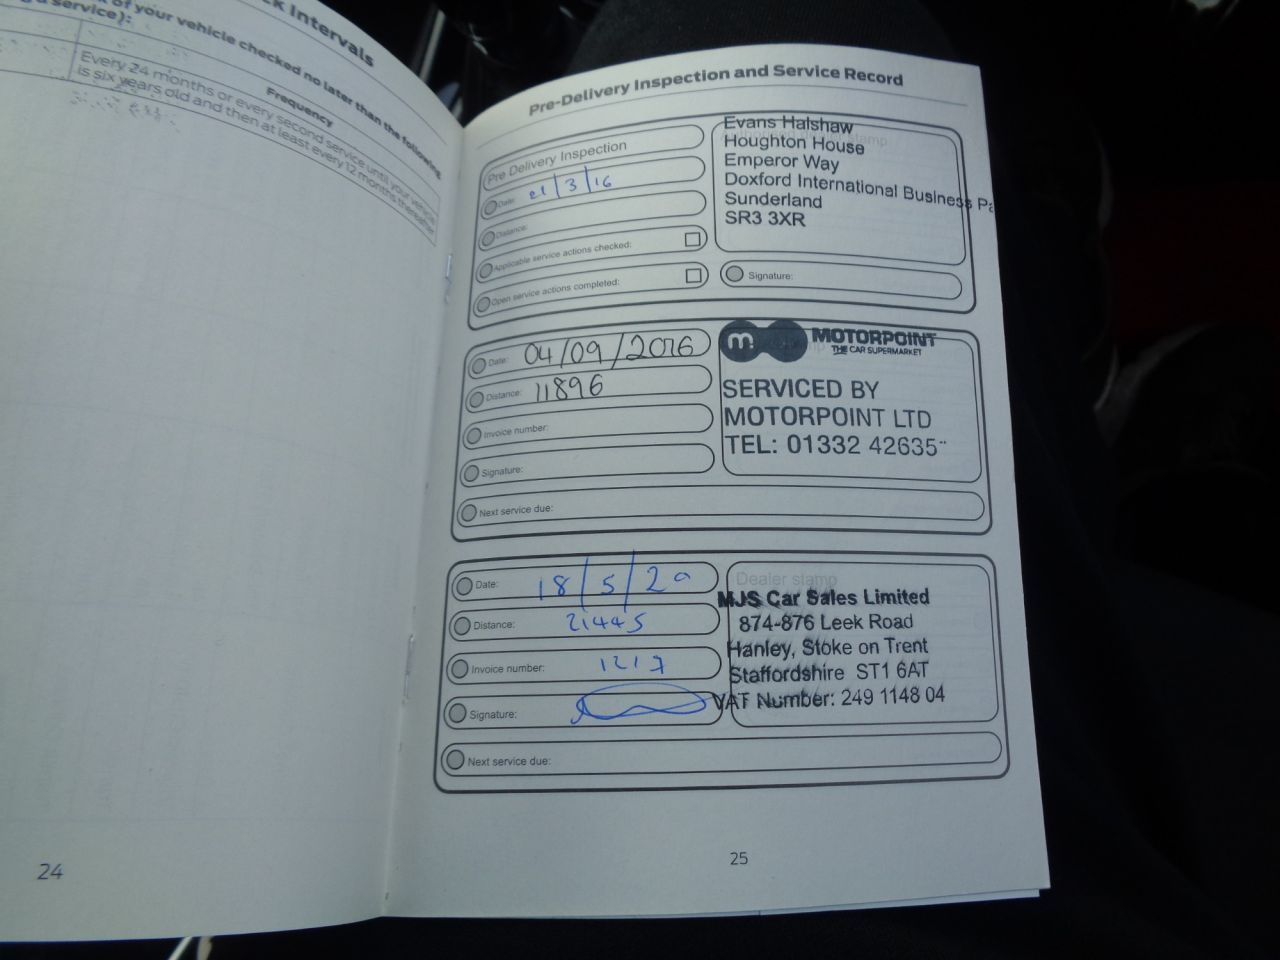 ck Intervals
k of your vehicle checked no later than the following
g a service):
Frequency
Every 24 months or every second service until your vehicle
is six years old and then at least every 12 months thereafter
24
Pre-Delivery Inspection and Service Record
Pre Delivery Inspection
Date: 21/3/16
Distance:
Applicable service actions checked:
Open service actions completed:
Evans Halshaw
Houghton House
Emperor Way
Doxford International Business Pa
Sunderland
SR3 3XR
Signature:
Date: 04/09/2016
Distance: 11896
Invoice number:
Signature:
Next service due:
m. MOTORPOINT
THE CAR SUPERMARKET
SERVICED BY
MOTORPOINT LTD
TEL: 01332 42635
Date: 18/5/20
Distance: 21445
Invoice number: 1217
Signature:
Next service due:
Dealer stamp
MJS Car Sales Limited
874-876 Leek Road
Hanley, Stoke on Trent
Staffordshire ST1 6AT
VAT Number: 249 1148 04
25